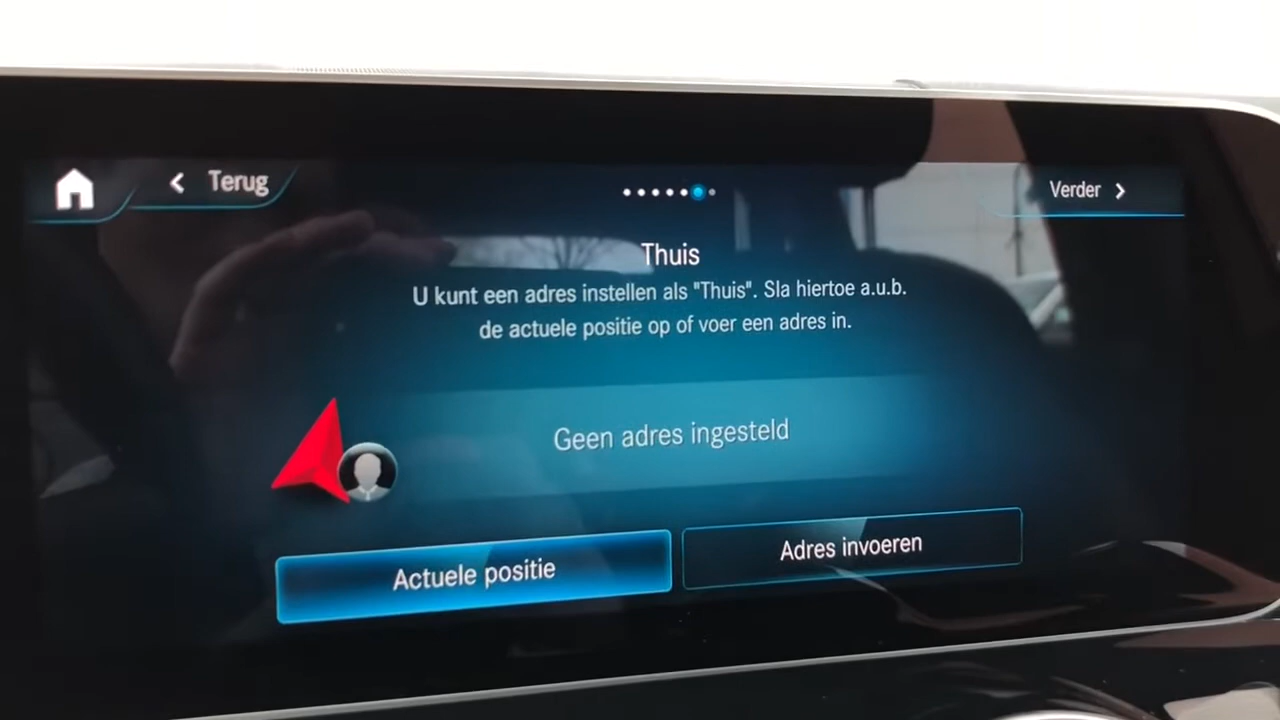 Terug
Verder
Thuis
U kunt een adres instellen als "Thuis". Sla hiertoe a.u.b.
de actuele positie op of voer een adres in.
Geen adres ingesteld
Actuele positie
Adres invoeren